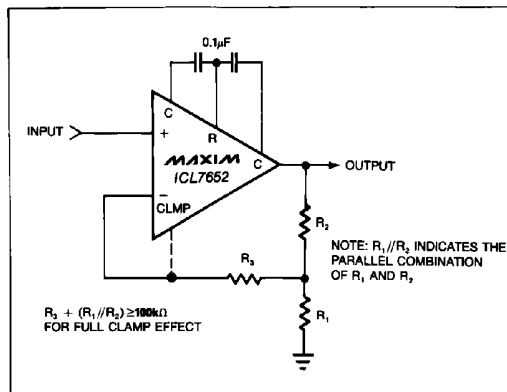 0.1µF
C
R
C
INPUT
+
MAXIM
ICL7652
OUTPUT
−
CLMP
R₂
NOTE: R₁//R₂ INDICATES THE
PARALLEL COMBINATION
OF R₁ AND R₂
R₃
R₁
R₃ + (R₁//R₂) ≥100kΩ
FOR FULL CLAMP EFFECT